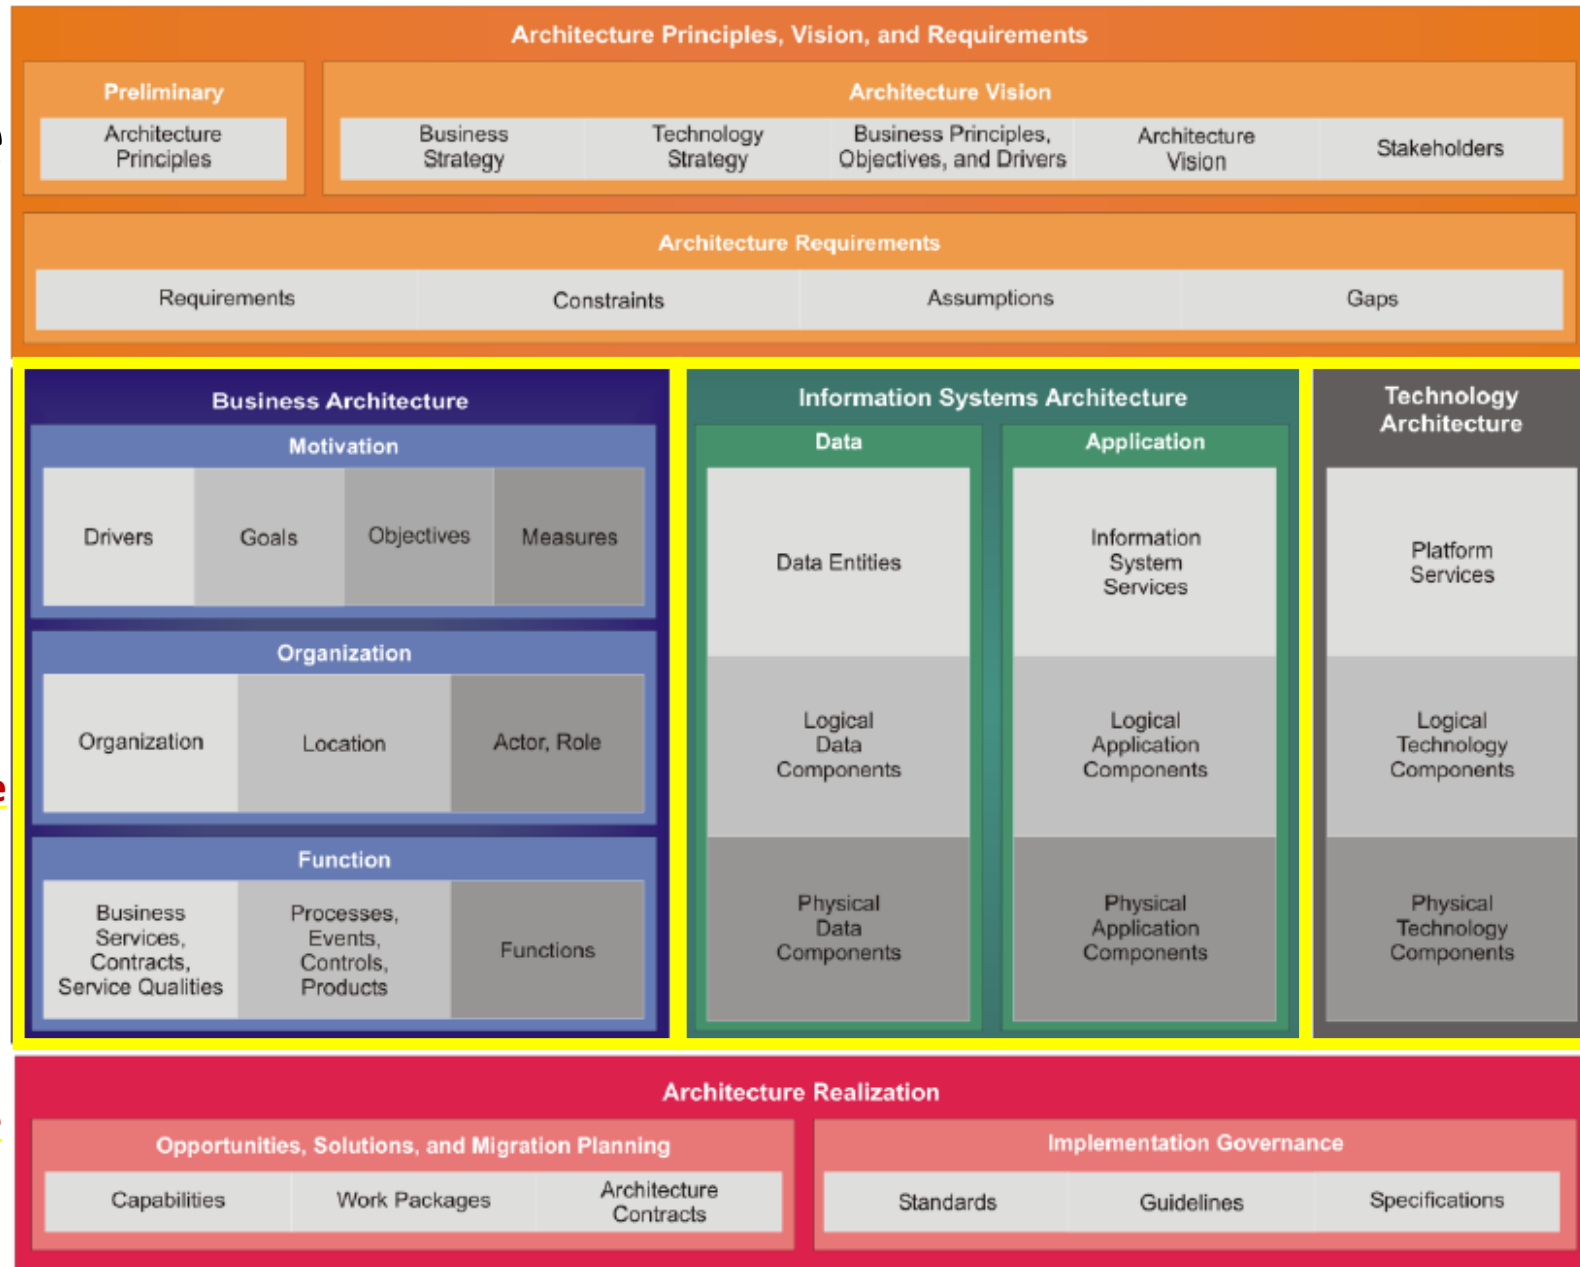 Architecture Principles, Vision, and Requirements
Preliminary
Architecture
Principles
Architecture Vision
Business
Strategy
Technology
Strategy
Business Principles,
Objectives, and Drivers
Architecture
Vision
Stakeholders
Architecture Requirements
Requirements
Constraints
Assumptions
Gaps
Business Architecture
Motivation
Drivers
Goals
Objectives
Measures
Organization
Organization
Location
Actor, Role
Function
Business
Services,
Contracts,
Service Qualities
Processes,
Events,
Controls,
Products
Functions
Information Systems Architecture
Data
Data Entities
Logical
Data
Components
Physical
Data
Components
Application
Information
System
Services
Logical
Application
Components
Physical
Application
Components
Technology
Architecture
Platform
Services
Logical
Technology
Components
Physical
Technology
Components
Architecture Realization
Opportunities, Solutions, and Migration Planning
Capabilities
Work Packages
Architecture
Contracts
Implementation Governance
Standards
Guidelines
Specifications